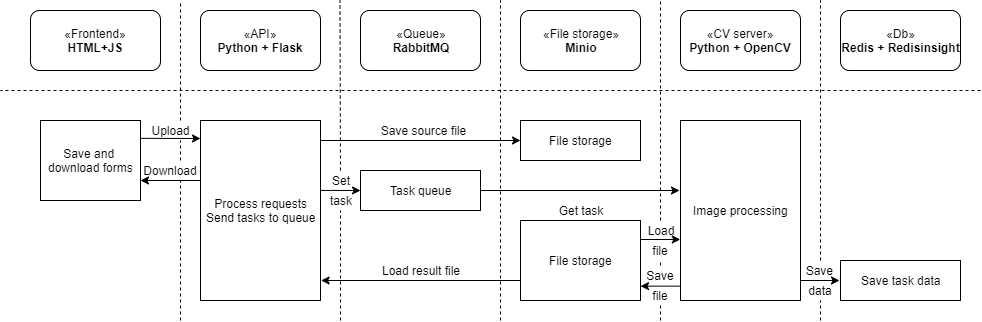 «Frontend»
HTML+JS
«API»
Python + Flask
«Queue»
RabbitMQ
«File storage»
Minio
«CV server»
Python + OpenCV
«Db»
Redis + Redisinsight
Save and
download forms
Upload
Download
Process requests
Send tasks to queue
Save source file
File storage
Set
task
Task queue
Get task
Image processing
File storage
Load
file
Save
file
Load result file
Save
data
Save task data